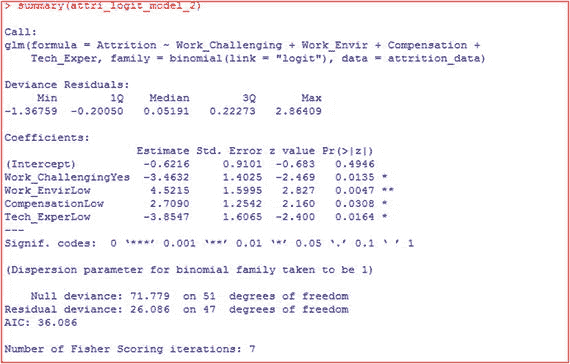 > summary(attri_logit_model_2)
Call:
glm(formula = Attrition ~ Work_Challenging + Work_Envir + Compensation +
Tech_Exper, family = binomial(link = "logit"), data = attrition_data)
Deviance Residuals:
Min 1Q Median 3Q Max
-1.36759 -0.20050 0.05191 0.22273 2.86409
Coefficients:
Estimate Std. Error z value Pr(>|z|)
(Intercept) -0.6216 0.9101 -0.683 0.4946
Work_ChallengingYes -3.4632 1.4025 -2.469 0.0135 *
Work_EnvirLow 4.5215 1.5995 2.827 0.0047 **
CompensationLow 2.7090 1.2542 2.160 0.0308 *
Tech_ExperLow -3.8547 1.6065 -2.400 0.0164 *
---
Signif. codes: 0 ‘***’ 0.001 ‘**’ 0.01 ‘*’ 0.05 ‘.’ 0.1 ‘ ’ 1
(Dispersion parameter for binomial family taken to be 1)
Null deviance: 71.779 on 51 degrees of freedom
Residual deviance: 26.086 on 47 degrees of freedom
AIC: 36.086
Number of Fisher Scoring iterations: 7